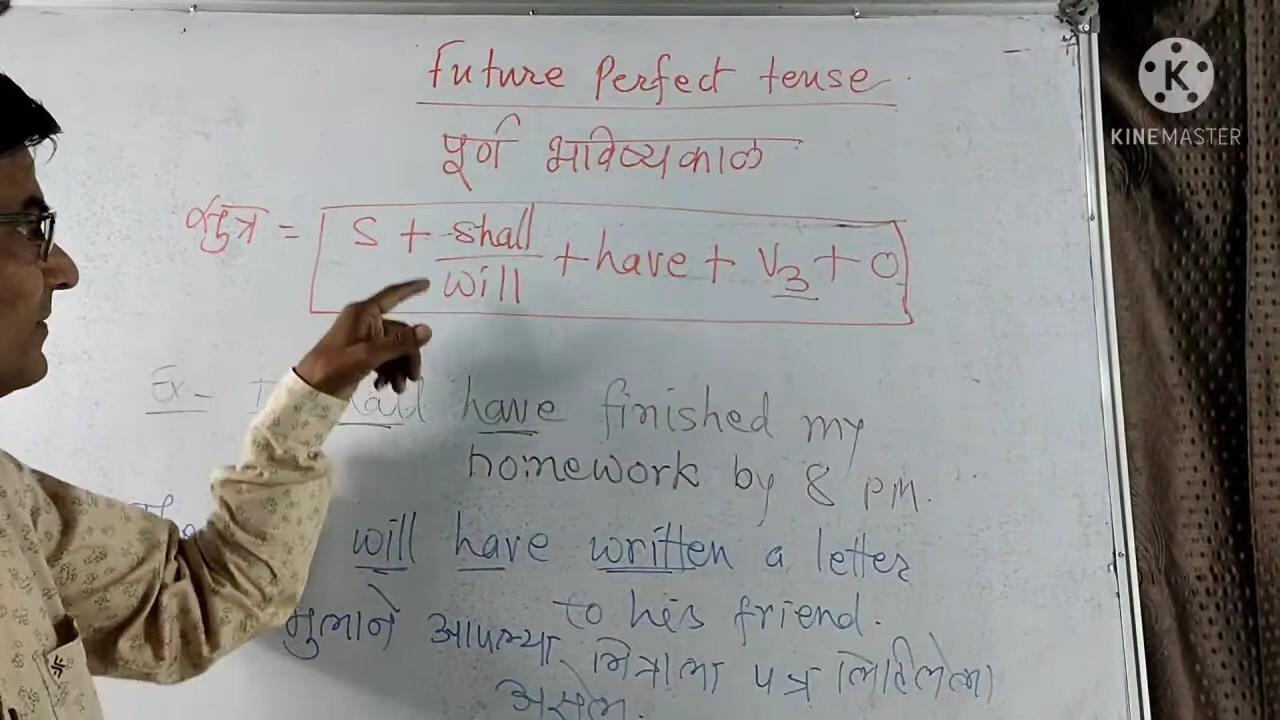 Future Perfect tense
पूर्ण भविष्यकाळ
सुत्र = S + shall / will + have + V3 + O
Ex- I have finished my
homework by 8 PM.
The will have written a letter
to his friend.
मुलाने आपल्या मित्राला पत्र लिहिलेला
असेल.
K
KINEMASTER